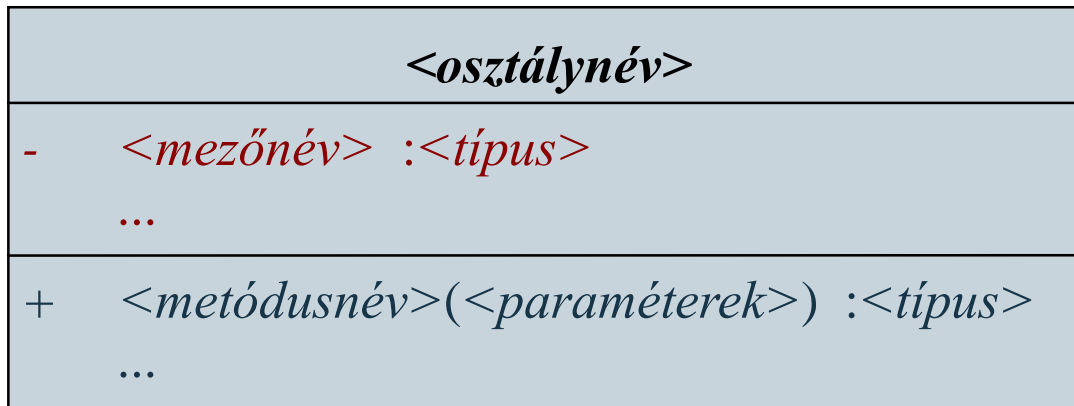 <osztálynév>
- <mezőnév> :<típus>
...
+ <metódusnév>(<paraméterek>) :<típus>
...